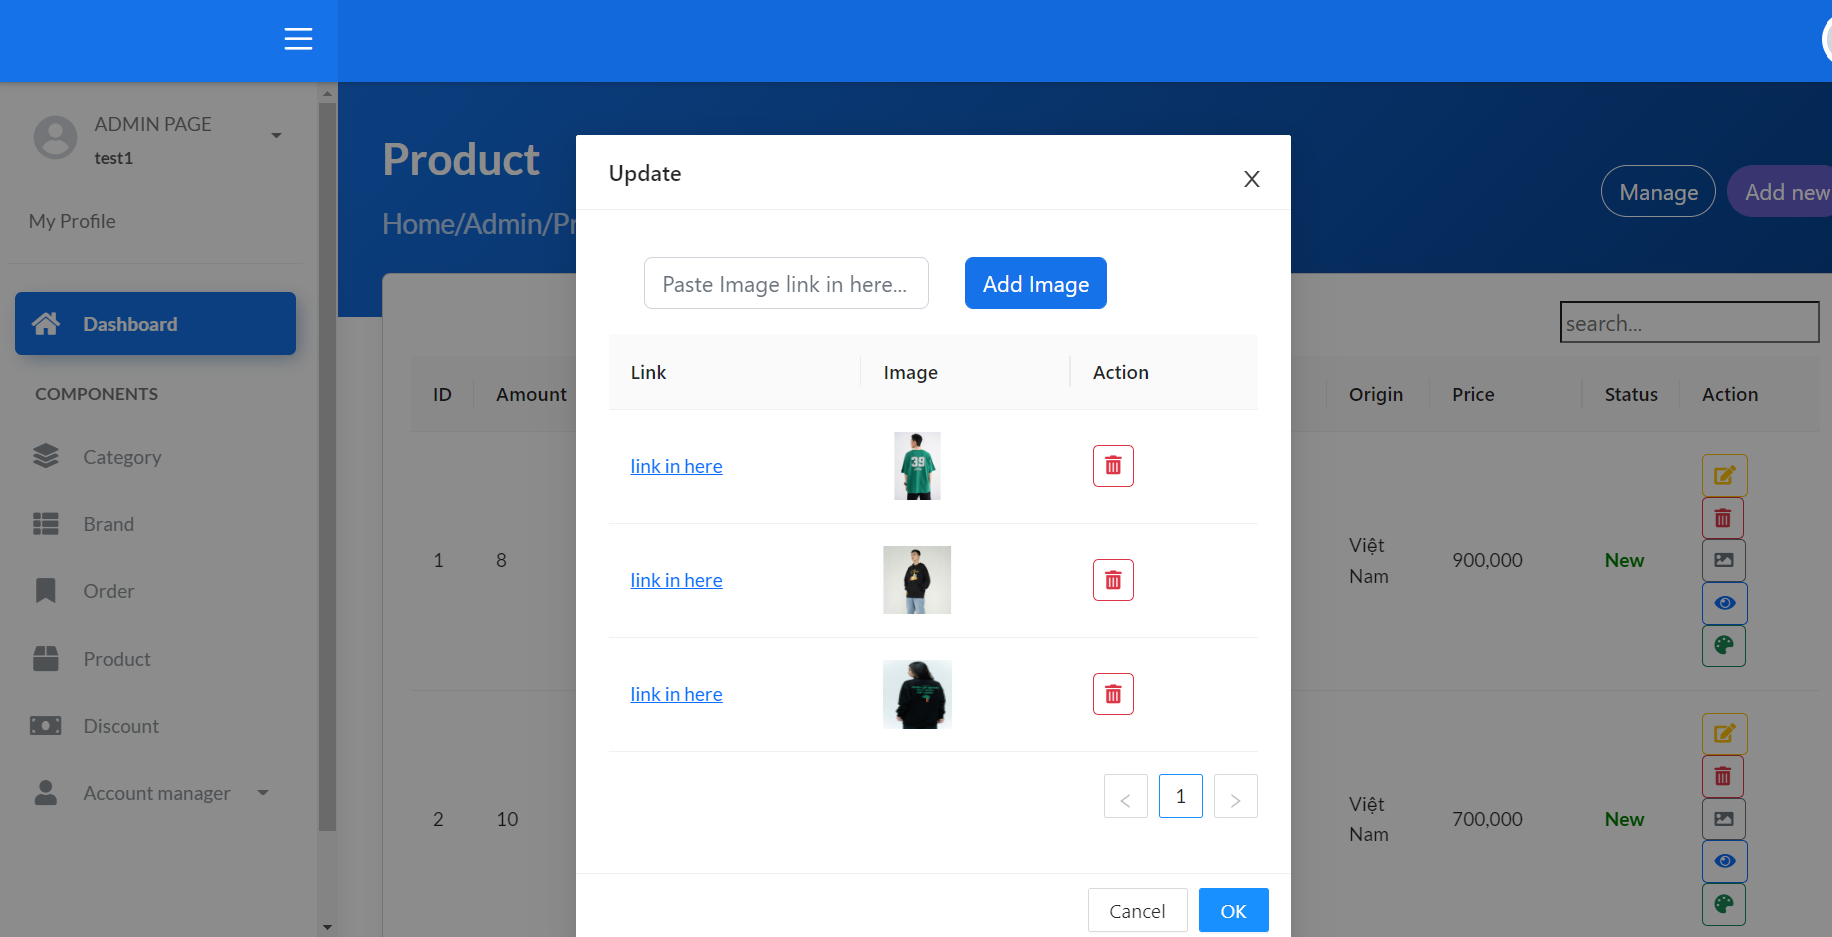 ADMIN PAGE
test1
My Profile
Dashboard
COMPONENTS
Category
Brand
Order
Product
Discount
Account manager
Product
Home/Admin/Pr
Manage
Add new
search...
ID
Amount
Origin
Price
Status
Action
1
8
Việt
Nam
900,000
New
2
10
Việt
Nam
700,000
New
Update
X
Paste Image link in here...
Add Image
Link
Image
Action
link in here
39
link in here
link in here
<
1
>
Cancel
OK